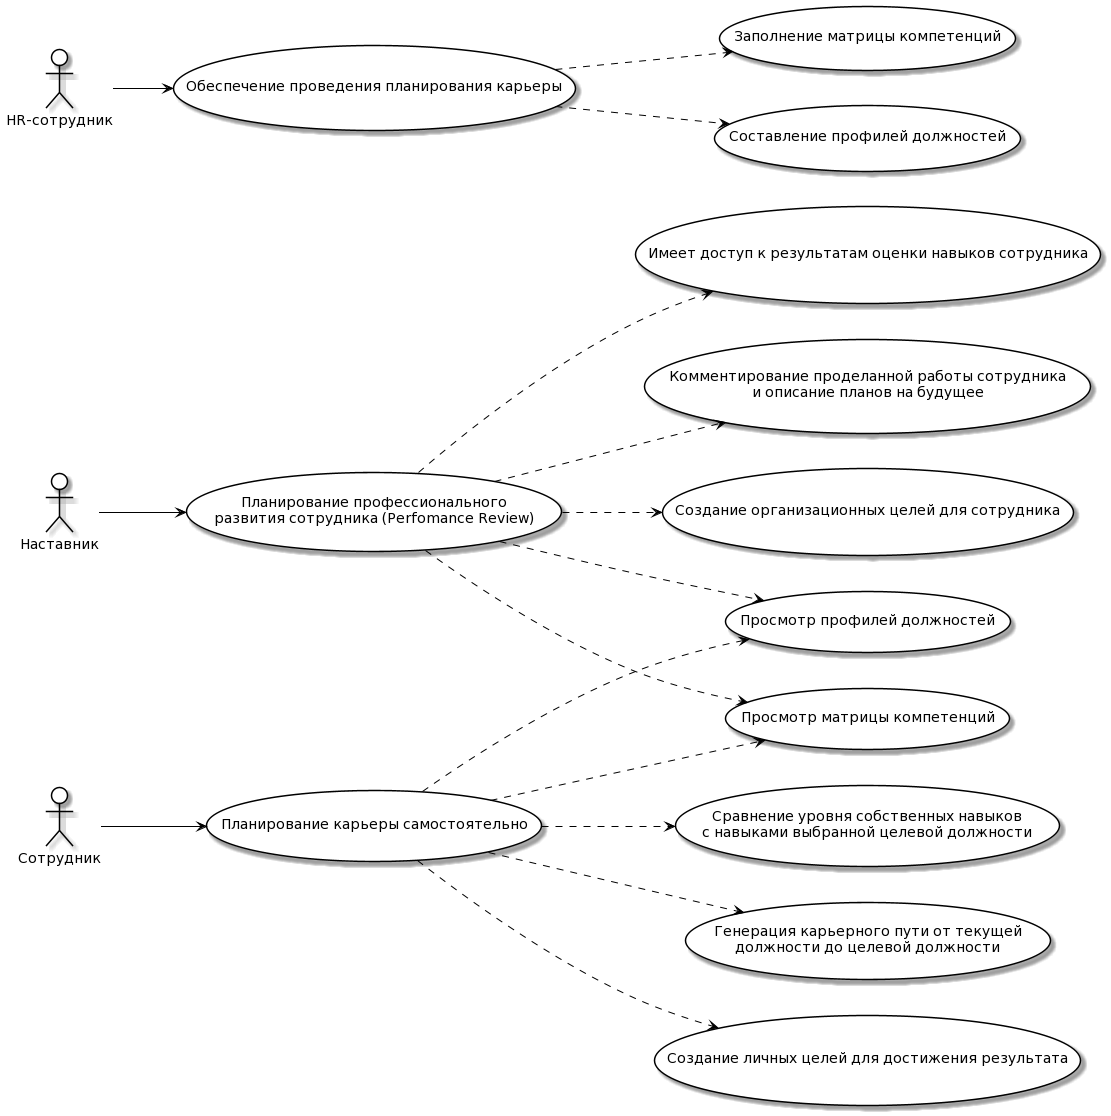 Заполнение матрицы компетенций
Обеспечение проведения планирования карьеры
HR-сотрудник
Составление профилей должностей
Имеет доступ к результатам оценки навыков сотрудника
Комментирование проделанной работы сотрудника
и описание планов на будущее
Планирование профессионального
развития сотрудника (Perfomance Review)
Наставник
Создание организационных целей для сотрудника
Просмотр профилей должностей
Просмотр матрицы компетенций
Планирование карьеры самостоятельно
Сотрудник
Сравнение уровня собственных навыков
с навыками выбранной целевой должности
Генерация карьерного пути от текущей
должности до целевой должности
Создание личных целей для достижения результата